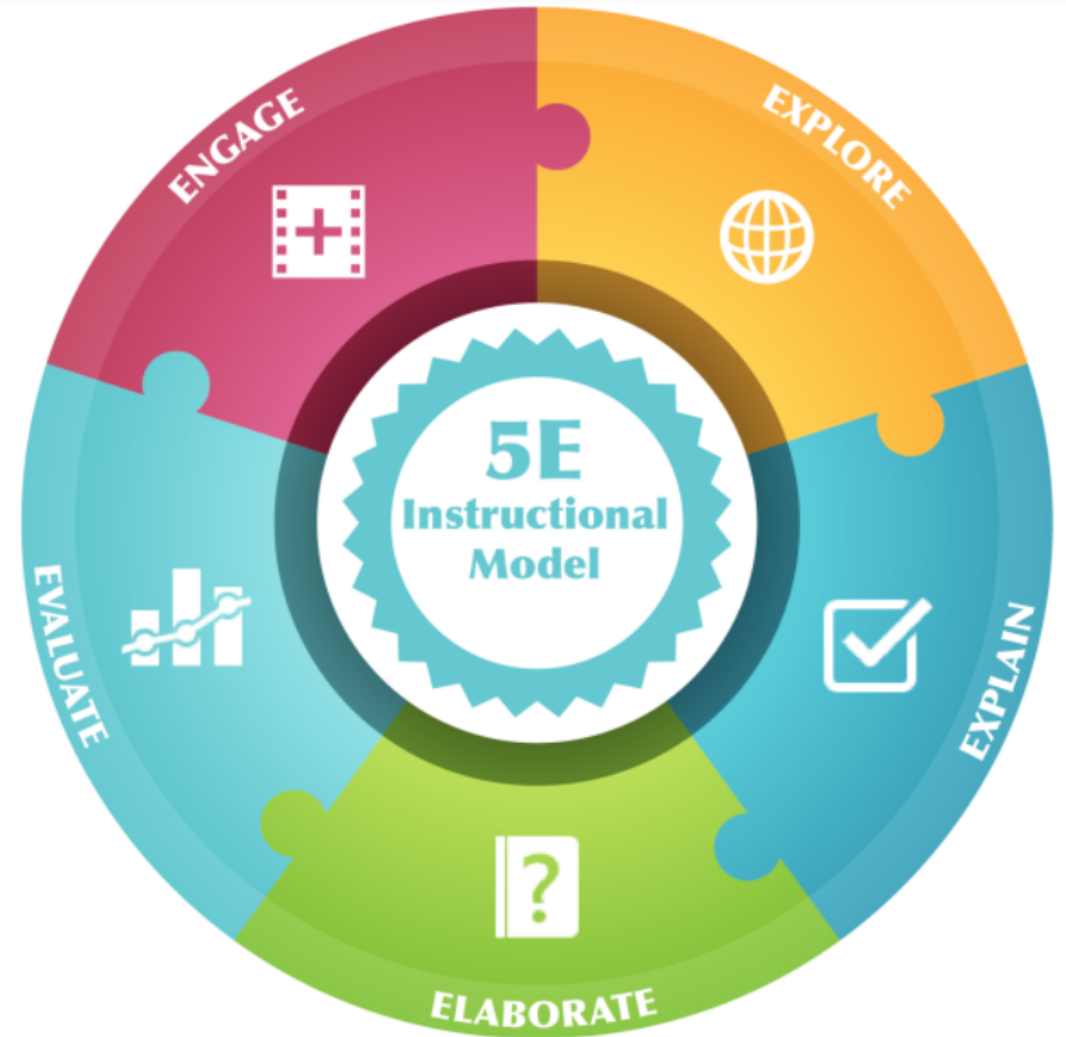 ENGAGE
EXPLORE
5E
Instructional
Model
EVALUATE
EXPLAIN
?
ELABORATE